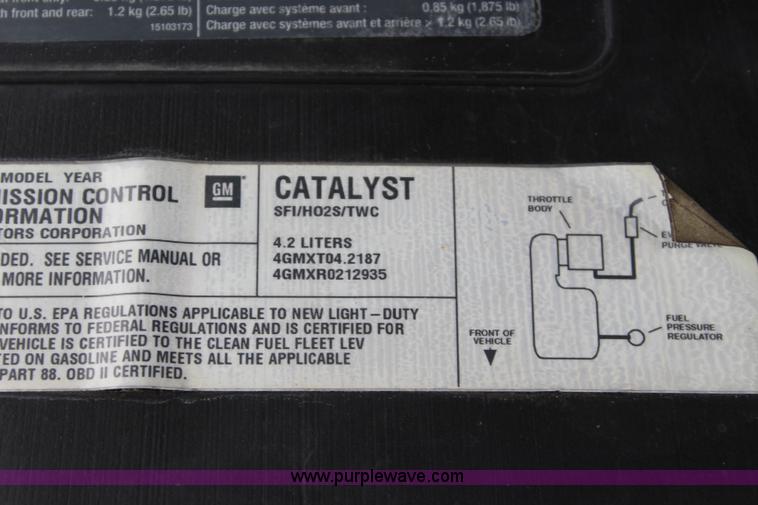 th front and rear: 1.2 kg (2.65 lb)
15103173
Charge avec système avant : 0.85 kg (1,875 lb)
Charge avec systèmes avant et arrière > 1.2 kg (2.65 lb)
MODEL YEAR
MISSION CONTROL
FORMATION
TORS CORPORATION
GM
CATALYST
SFI/HO2S/TWC
4.2 LITERS
4GMXT04.2187
4GMXR0212935
DED. SEE SERVICE MANUAL OR
MORE INFORMATION.
TO U.S. EPA REGULATIONS APPLICABLE TO NEW LIGHT-DUTY
NFORMS TO FEDERAL REGULATIONS AND IS CERTIFIED FOR
VEHICLE IS CERTIFIED TO THE CLEAN FUEL FLEET LEV
TED ON GASOLINE AND MEETS ALL THE APPLICABLE
PART 88. OBD II CERTIFIED.
THROTTLE
BODY
PURGE VALVE
FUEL
PRESSURE
REGULATOR
FRONT OF
VEHICLE
www.purplewave.com